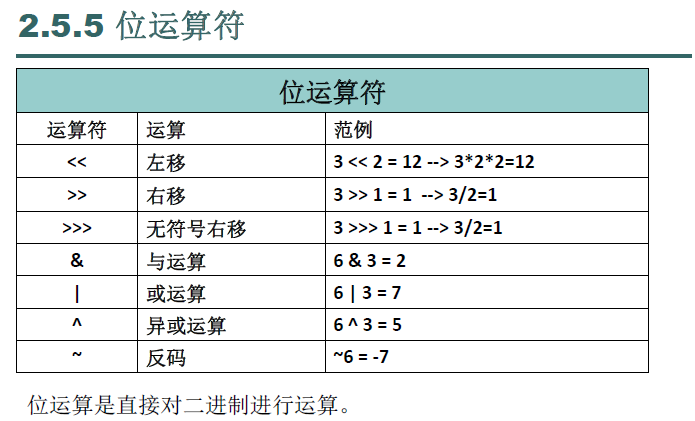 2.5.5 位运算符
位运算符
运算符 运算 范例
<< 左移 3 << 2 = 12 --> 3*2*2=12
>> 右移 3 >> 1 = 1 --> 3/2=1
>>> 无符号右移 3 >>> 1 = 1 --> 3/2=1
& 与运算 6 & 3 = 2
| 或运算 6 | 3 = 7
^ 异或运算 6 ^ 3 = 5
~ 反码 ~6 = -7
位运算是直接对二进制进行运算。